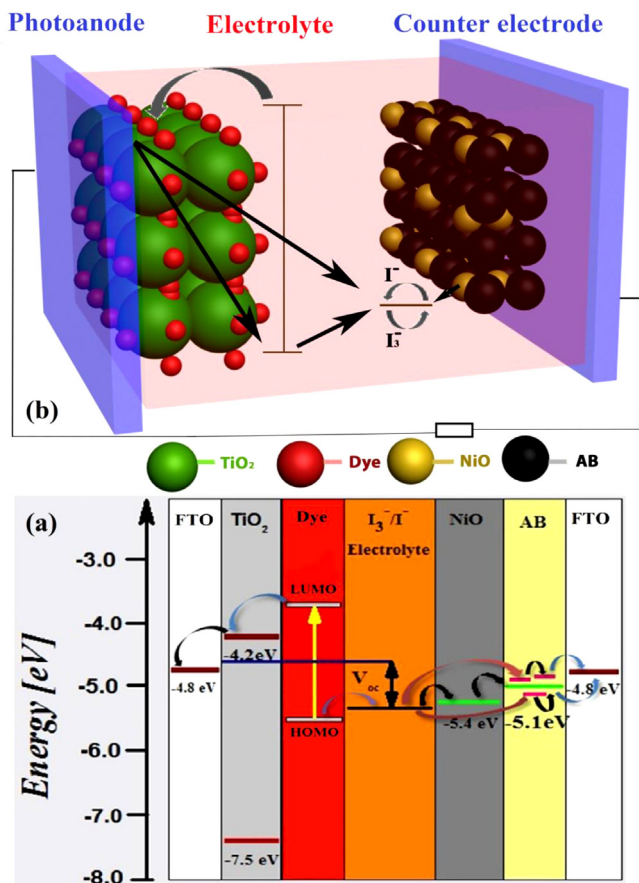 Photoanode Electrolyte Counter electrode
I⁻
I₃⁻
(b)
TiO₂ Dye NiO AB
(a)
FTO TiO₂ Dye I₃⁻/I⁻ NiO AB FTO
Electrolyte
Energy [eV]
-3.0
-4.0
-5.0
-6.0
-7.0
-8.0
LUMO
-4.2eV
-4.8 eV
Voc
HOMO
-5.4 eV
-5.1eV
-4.8 eV
-7.5 eV